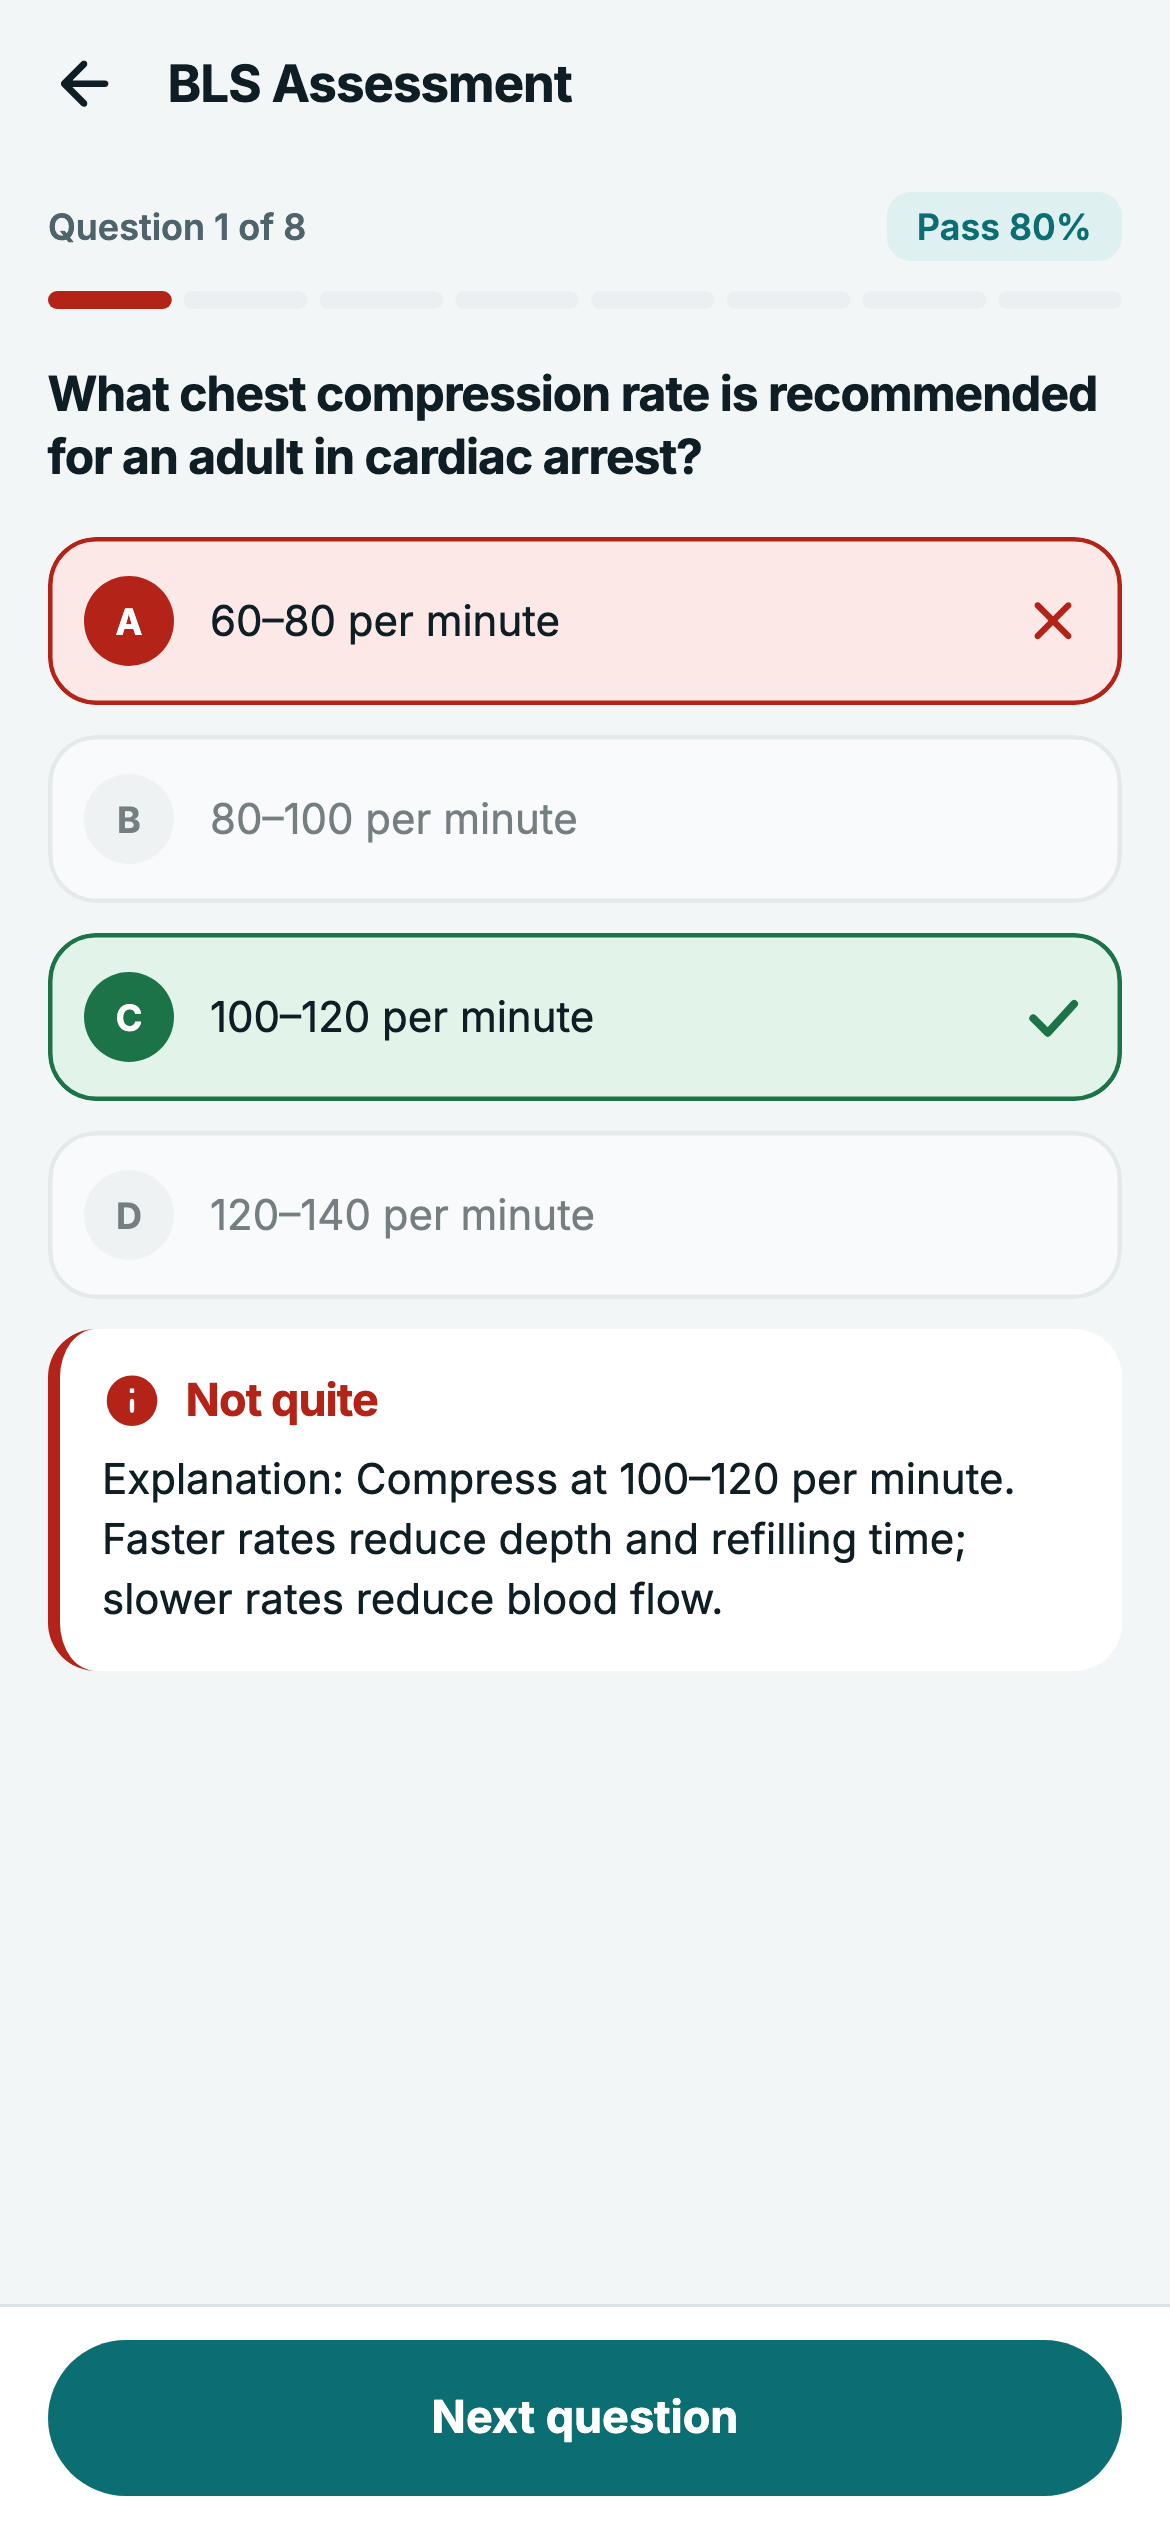 BLS Assessment
Question 1 of 8
Pass 80%
What chest compression rate is recommended
for an adult in cardiac arrest?
A 60–80 per minute
B 80–100 per minute
C 100–120 per minute
D 120–140 per minute
Not quite
Explanation: Compress at 100–120 per minute.
Faster rates reduce depth and refilling time;
slower rates reduce blood flow.
Next question